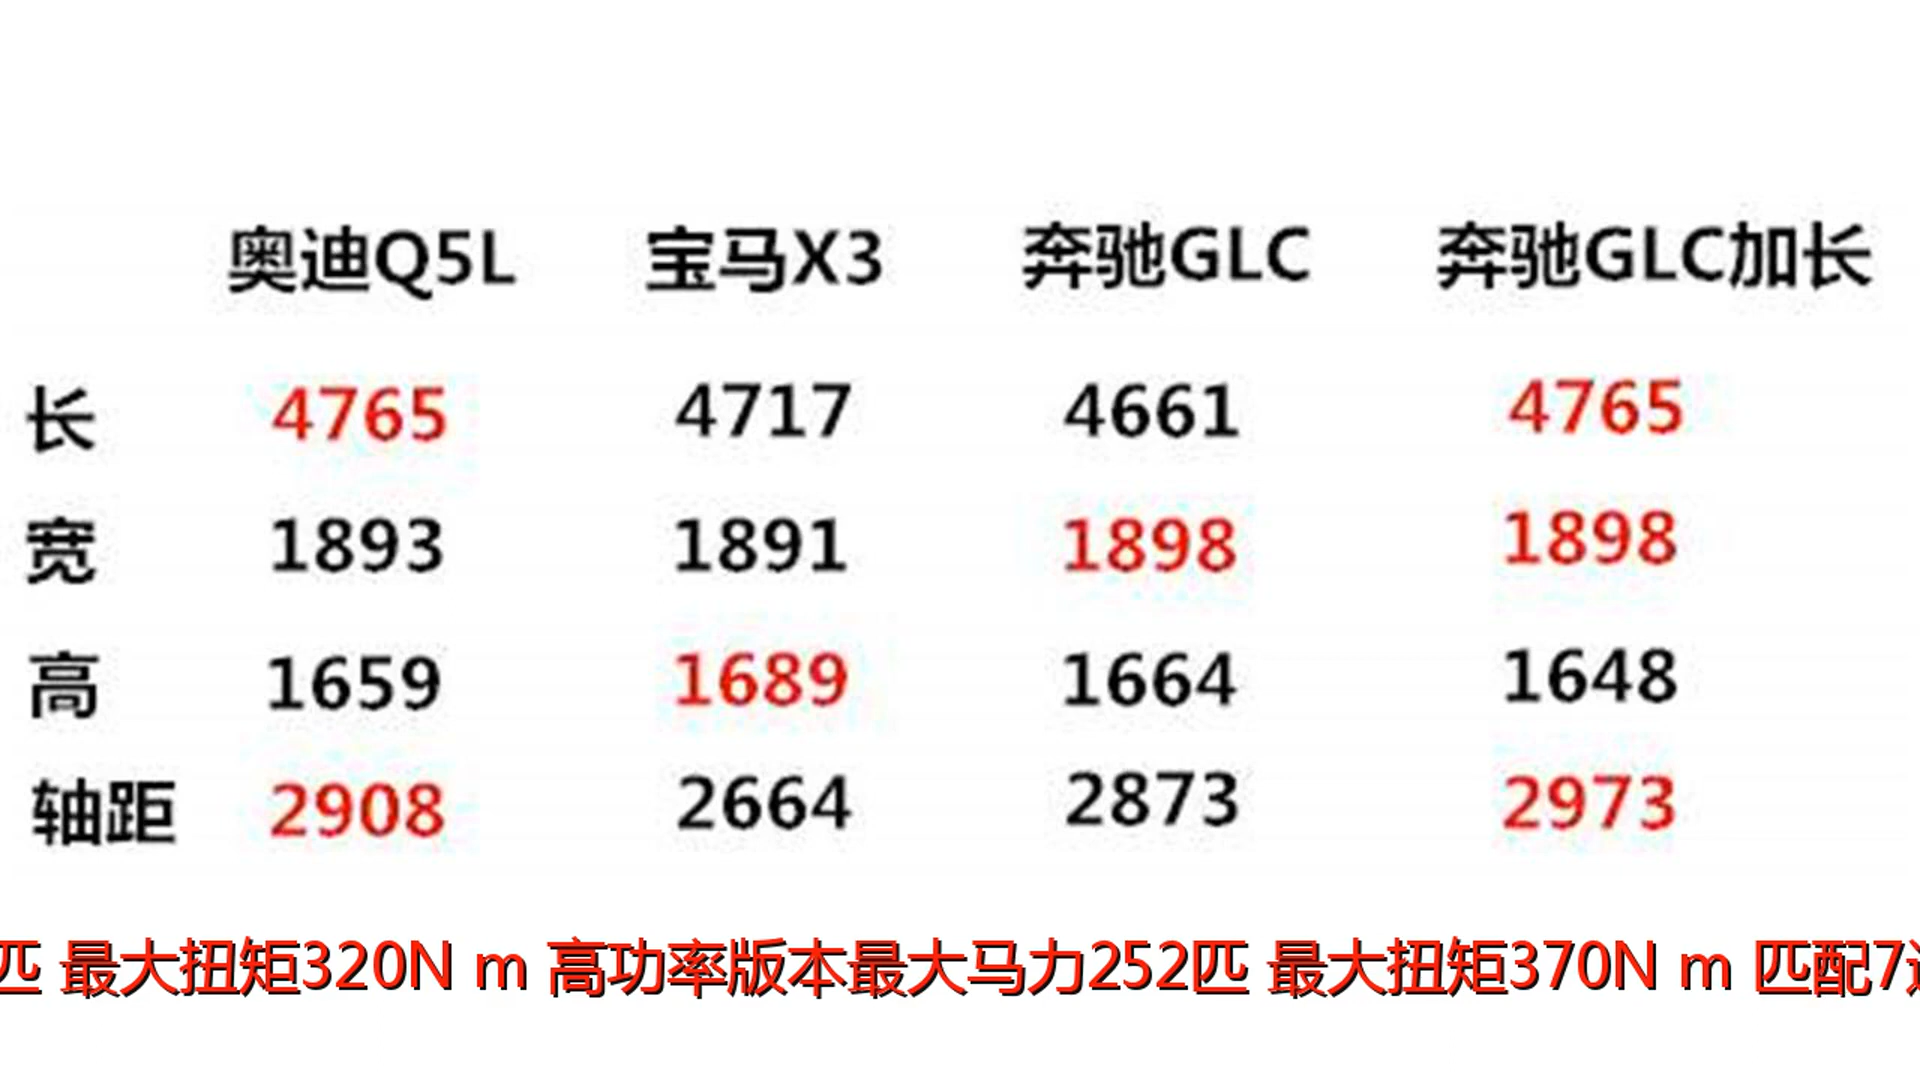 奥迪Q5L 宝马X3 奔驰GLC 奔驰GLC加长
长 4765 4717 4661 4765
宽 1893 1891 1898 1898
高 1659 1689 1664 1648
轴距 2908 2664 2873 2973
匹 最大扭矩320N m 高功率版本最大马力252匹 最大扭矩370N m 匹配7